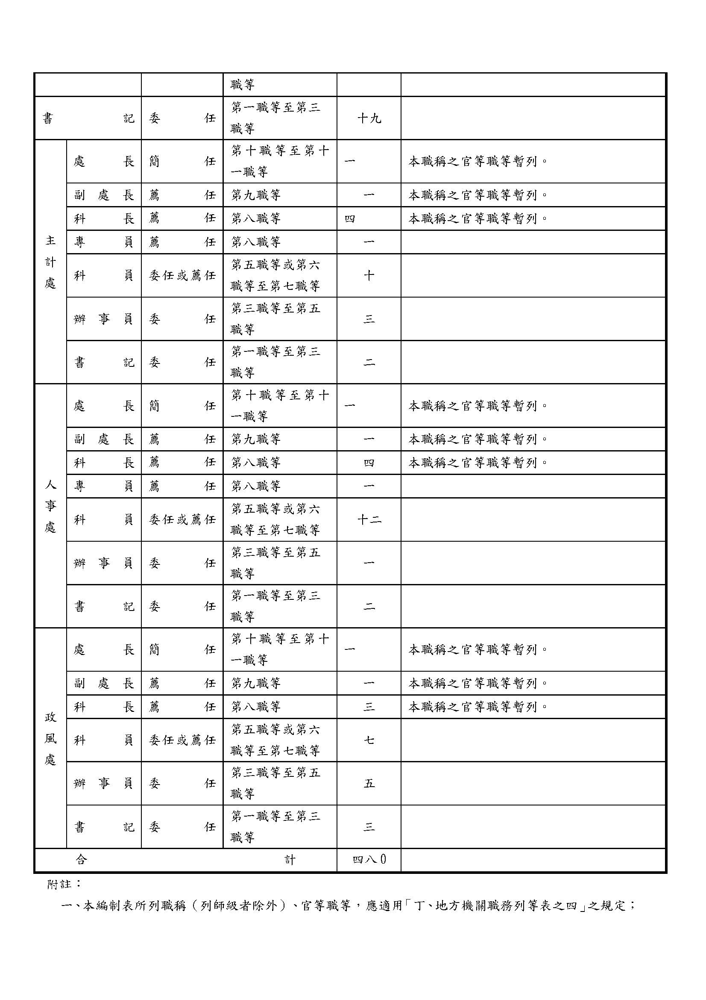 職等
書記 委任 第一職等至第三 十九
職等
主計處
處長 簡任 第十職等至第十 一 本職稱之官等職等暫列。
一職等
副處長 薦任 第九職等 一 本職稱之官等職等暫列。
科長 薦任 第八職等 四 本職稱之官等職等暫列。
專員 薦任 第八職等 一
科員 委任或薦任 第五職等或第六 十
職等至第七職等
辦事員 委任 第三職等至第五 三
職等
書記 委任 第一職等至第三 二
職等
人事處
處長 簡任 第十職等至第十 一 本職稱之官等職等暫列。
一職等
副處長 薦任 第九職等 一 本職稱之官等職等暫列。
科長 薦任 第八職等 四 本職稱之官等職等暫列。
專員 薦任 第八職等 一
科員 委任或薦任 第五職等或第六 十二
職等至第七職等
辦事員 委任 第三職等至第五 一
職等
書記 委任 第一職等至第三 二
職等
政風處
處長 簡任 第十職等至第十 一 本職稱之官等職等暫列。
一職等
副處長 薦任 第九職等 一 本職稱之官等職等暫列。
科長 薦任 第八職等 三 本職稱之官等職等暫列。
科員 委任或薦任 第五職等或第六 七
職等至第七職等
辦事員 委任 第三職等至第五 五
職等
書記 委任 第一職等至第三 三
職等
合計 四八0
附註：
一、本編制表所列職稱（列師級者除外）、官等職等，應適用「丁、地方機關職務列等表之四」之規定；